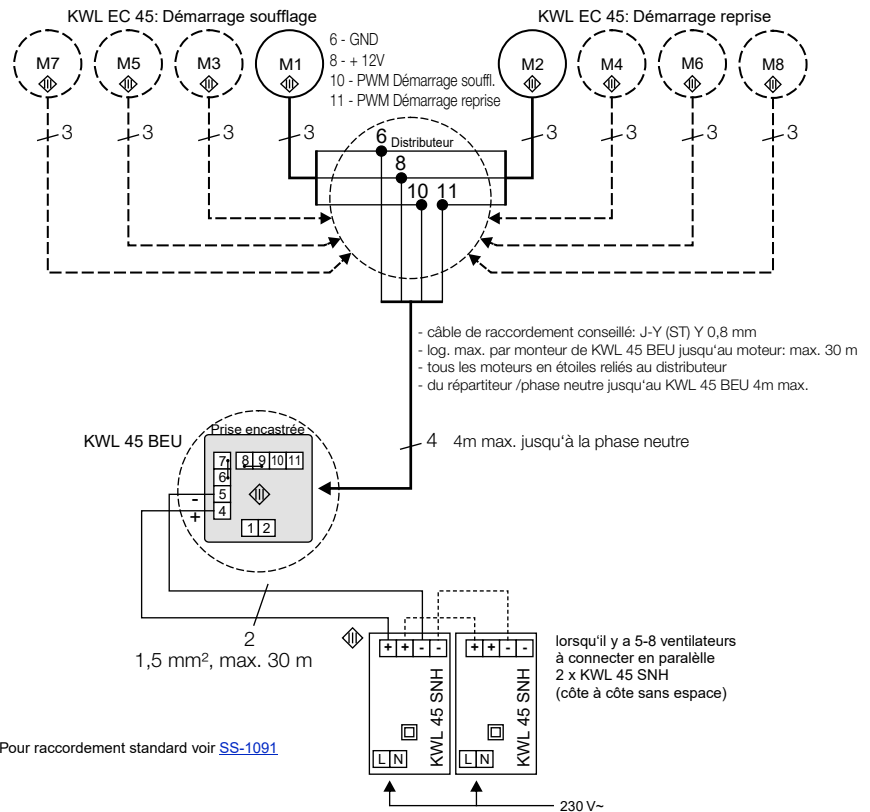 KWL EC 45: Démarrage soufflage
KWL EC 45: Démarrage reprise
M7
M5
M3
M1
6 - GND
8 - + 12V
10 - PWM Démarrage souffl.
11 - PWM Démarrage reprise
M2
M4
M6
M8
3
3
3
3
3
3
3
3
6
Distributeur
8
10 11
- câble de raccordement conseillé: J-Y (ST) Y 0,8 mm
- log. max. par monteur de KWL 45 BEU jusqu'au moteur: max. 30 m
- tous les moteurs en étoiles reliés au distributeur
- du répartiteur /phase neutre jusqu'au KWL 45 BEU 4m max.
KWL 45 BEU
Prise encastrée
4
4m max. jusqu'à la phase neutre
7
8 9 10 11
6
5
4
-
+
1 2
2
1,5 mm², max. 30 m
+ + - -
+ + - -
KWL 45 SNH
KWL 45 SNH
L N
L N
lorsqu'il y a 5-8 ventilateurs
à connecter en paralèlle
2 x KWL 45 SNH
(côte à côte sans espace)
Pour raccordement standard voir SS-1091
230 V~